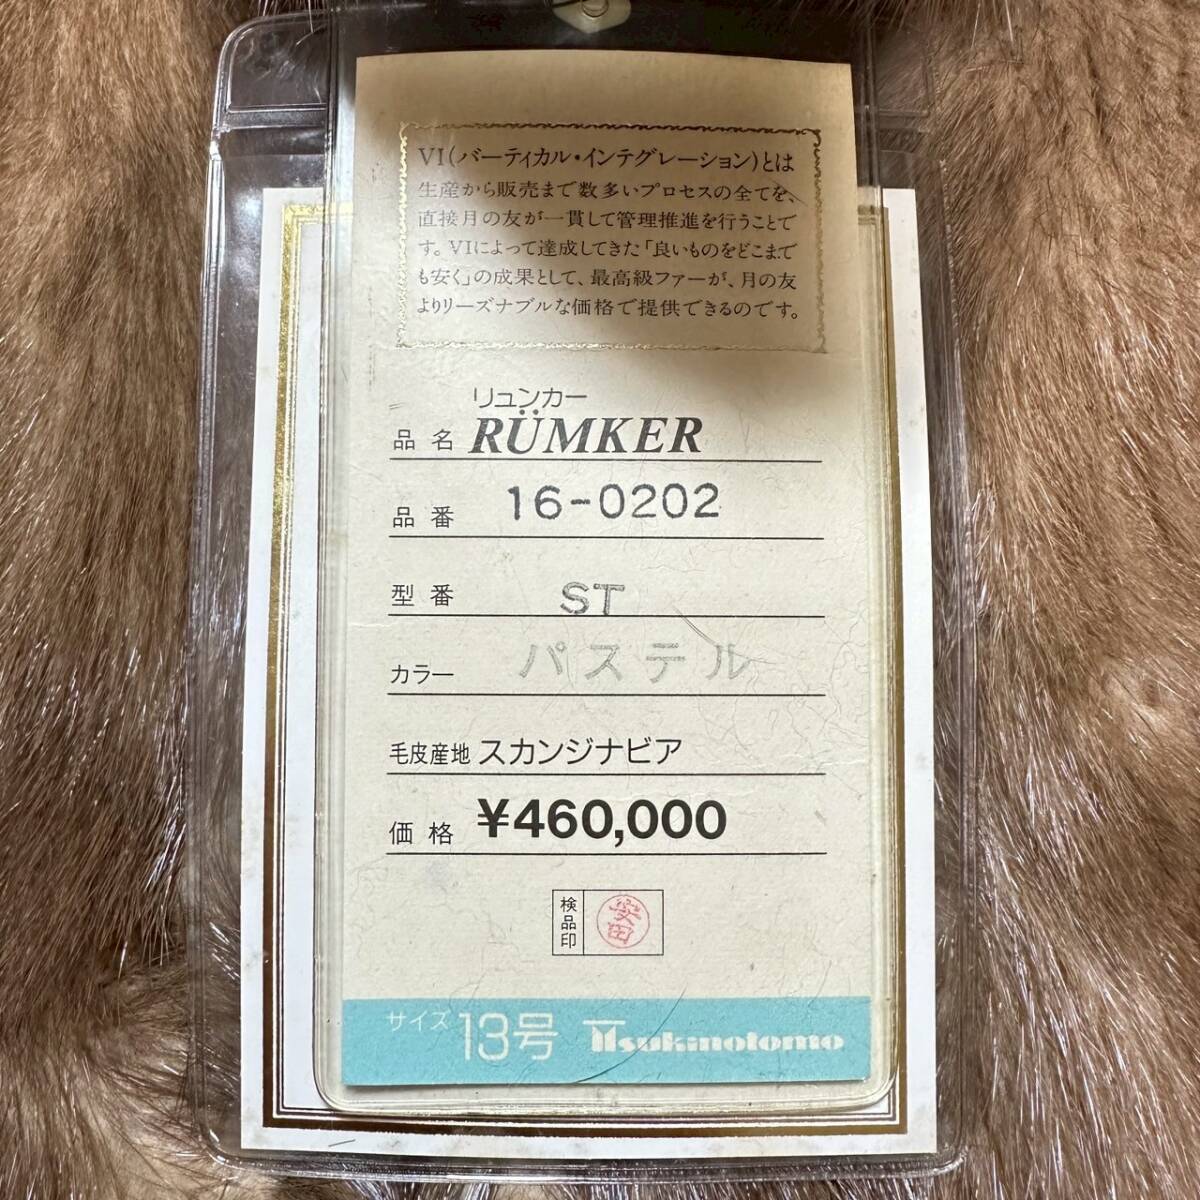 VI(バーティカル・インテグレーション)とは
生産から販売まで数多いプロセスの全てを、
直接月の友が一貫して管理推進を行うことで
す。VIによって達成してきた「良いものをどこまで
も安く」の成果として、最高級ファーが、月の友
よりリーズナブルな価格で提供できるのです。
リュンカー
品名 RÜMKER
品番 16-0202
型番 ST
カラー パステル
毛皮産地 スカンジナビア
価格 ¥460,000
検品印 安田
サイズ 13号 Tsukinotomo